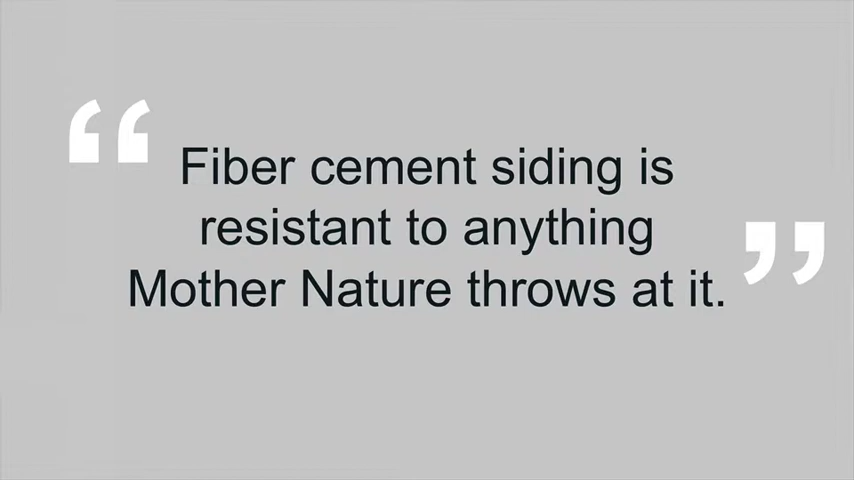 “Fiber cement siding is
resistant to anything
Mother Nature throws at it.”